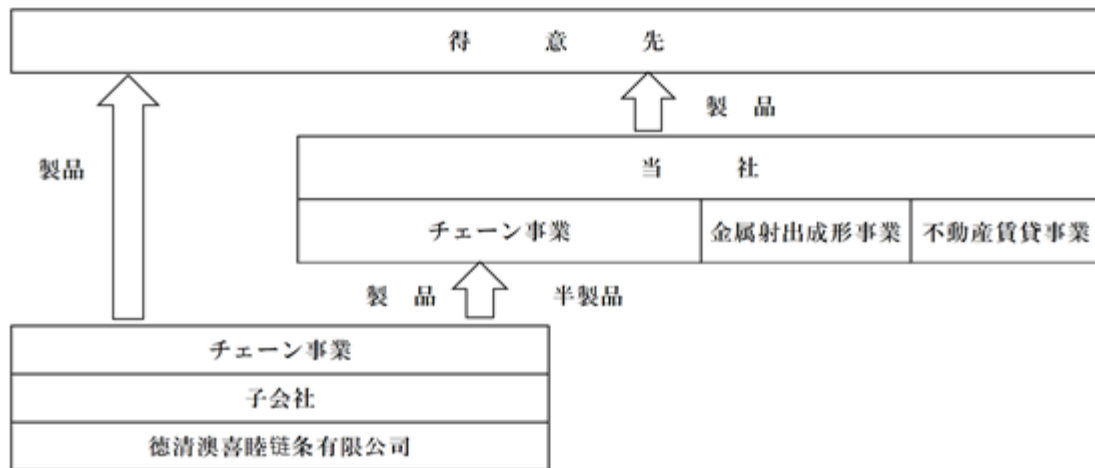 得意先
製品
製品
当社
チェーン事業 金属射出成形事業 不動産賃貸事業
製品 半製品
チェーン事業
子会社
徳清澳喜睦链条有限公司